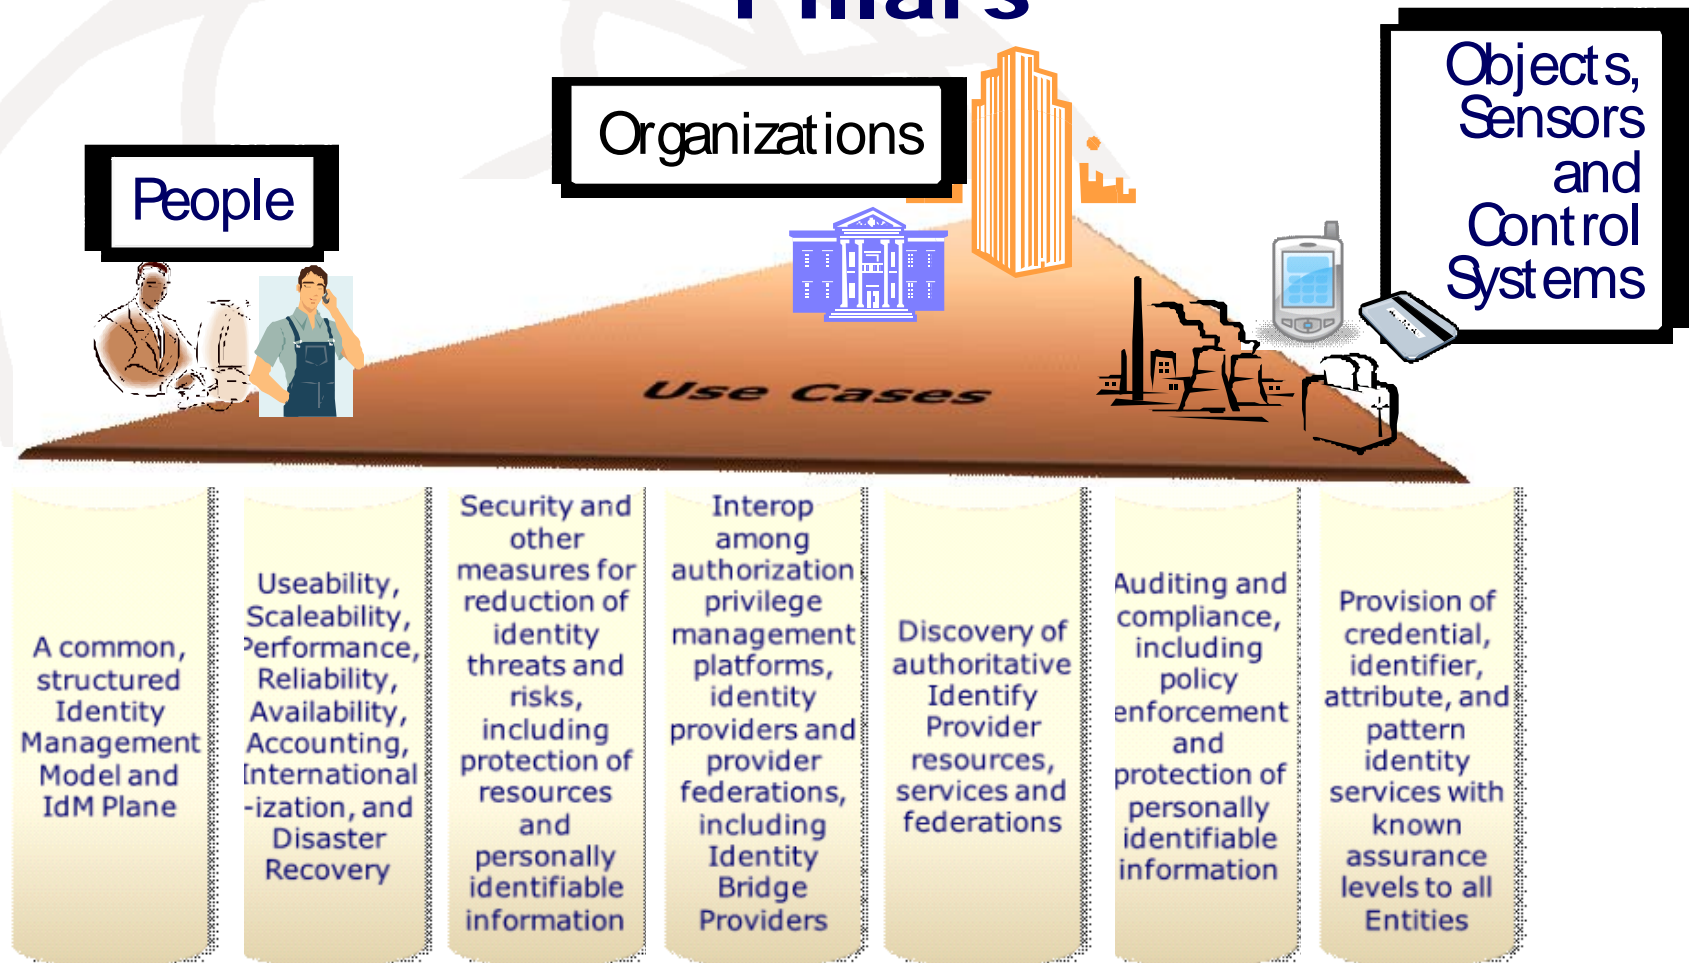 Pillars
People
Organizations
Objects,
Sensors
and
Control
Systems
Use Cases
A common,
structured
Identity
Management
Model and
IdM Plane
Useability,
Scaleability,
Performance,
Reliability,
Availability,
Accounting,
International
-ization, and
Disaster
Recovery
Security and
other
measures for
reduction of
identity
threats and
risks,
including
protection of
resources
and
personally
identifiable
information
Interop
among
authorization
privilege
management
platforms,
identity
providers and
provider
federations,
including
Identity
Bridge
Providers
Discovery of
authoritative
Identify
Provider
resources,
services and
federations
Auditing and
compliance,
including
policy
enforcement
and
protection of
personally
identifiable
information
Provision of
credential,
identifier,
attribute, and
pattern
identity
services with
known
assurance
levels to all
Entities